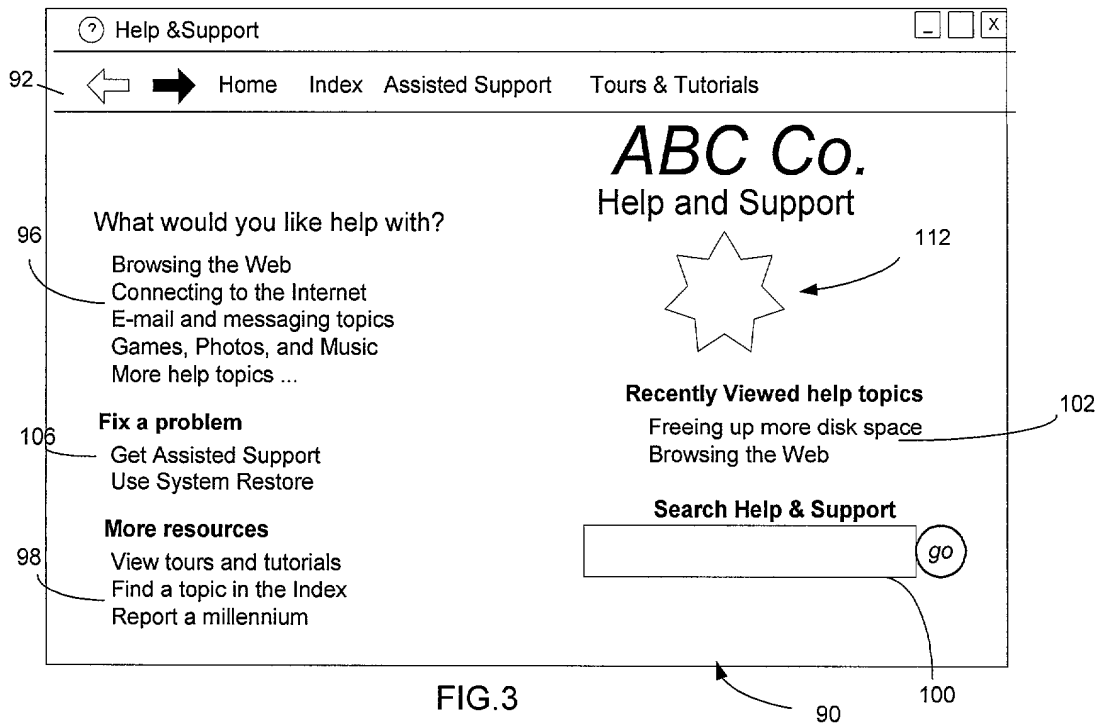 ? Help &Support _ X
92 Home Index Assisted Support Tours & Tutorials
ABC Co.
Help and Support
112
What would you like help with?
96
Browsing the Web
Connecting to the Internet
E-mail and messaging topics
Games, Photos, and Music
More help topics ...
Fix a problem
106
Get Assisted Support
Use System Restore
More resources
98
View tours and tutorials
Find a topic in the Index
Report a millennium
Recently Viewed help topics
102
Freeing up more disk space
Browsing the Web
Search Help & Support
go
100
90
FIG.3